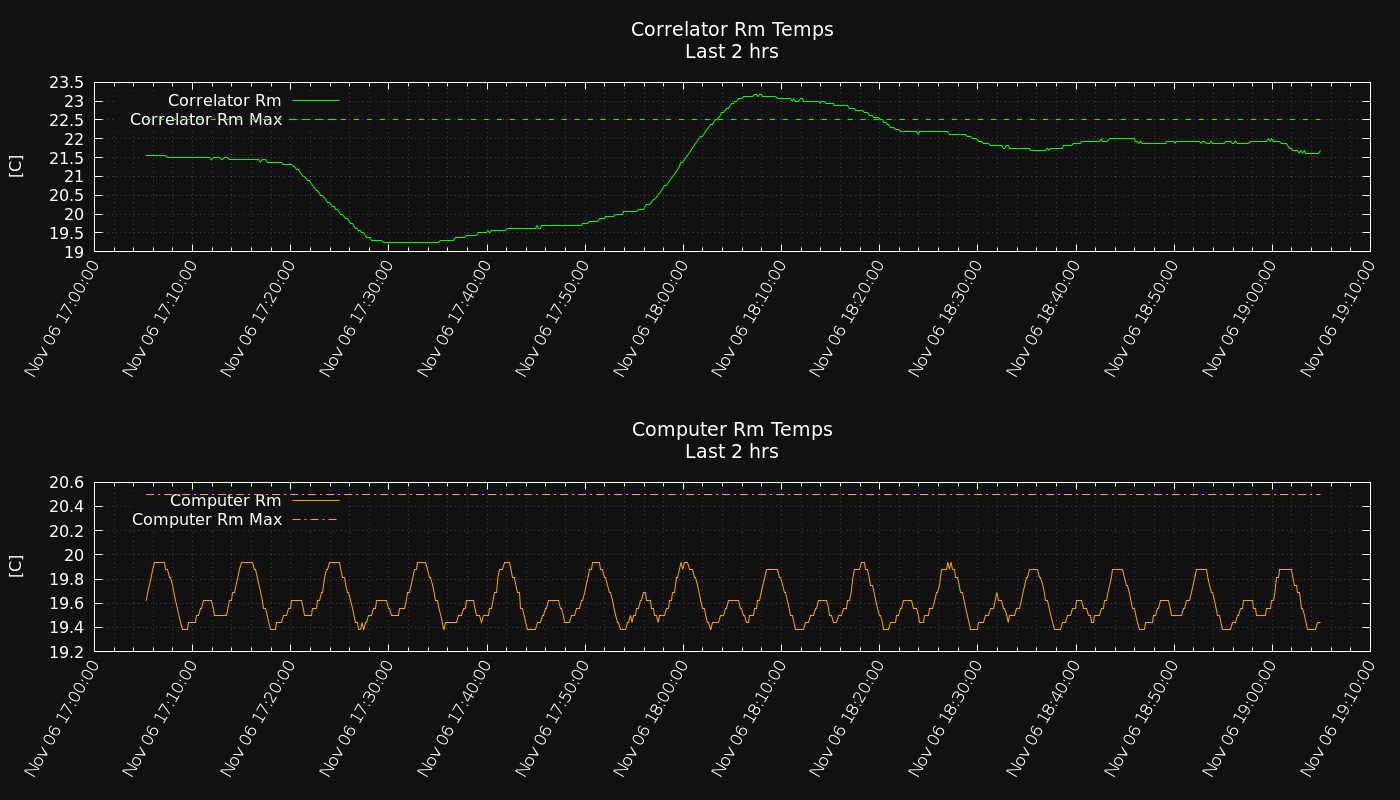 Correlator Rm Temps
Last 2 hrs
23.5
23
22.5
22
21.5
21
20.5
20
19.5
19
[C]
Correlator Rm
Correlator Rm Max
Nov 06 17:00:00
Nov 06 17:10:00
Nov 06 17:20:00
Nov 06 17:30:00
Nov 06 17:40:00
Nov 06 17:50:00
Nov 06 18:00:00
Nov 06 18:10:00
Nov 06 18:20:00
Nov 06 18:30:00
Nov 06 18:40:00
Nov 06 18:50:00
Nov 06 19:00:00
Nov 06 19:10:00
Computer Rm Temps
Last 2 hrs
20.6
20.4
20.2
20
19.8
19.6
19.4
19.2
[C]
Computer Rm
Computer Rm Max
Nov 06 17:00:00
Nov 06 17:10:00
Nov 06 17:20:00
Nov 06 17:30:00
Nov 06 17:40:00
Nov 06 17:50:00
Nov 06 18:00:00
Nov 06 18:10:00
Nov 06 18:20:00
Nov 06 18:30:00
Nov 06 18:40:00
Nov 06 18:50:00
Nov 06 19:00:00
Nov 06 19:10:00